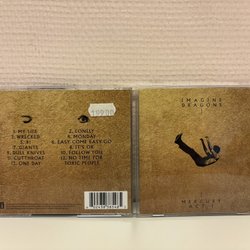 1. MY LIFE
2. LONELY
3. WRECKED
4. MONDAY
5. #1
6. EASY COME EASY GO
7. GIANTS
8. IT'S OK
9. DULL KNIVES
10. FOLLOW YOU
11. CUTTHROAT
12. NO TIME FOR
TOXIC PEOPLE
13. ONE DAY
IMAGINE
DRAGONS
MERCURY
ACT 1